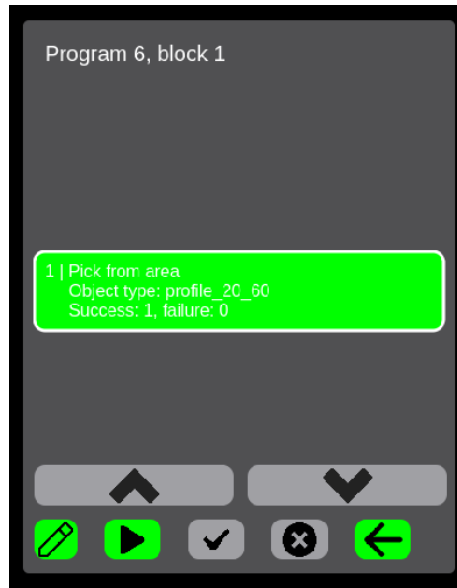 Program 6, block 1
1 | Pick from area
Object type: profile_20_60
Success: 1, failure: 0